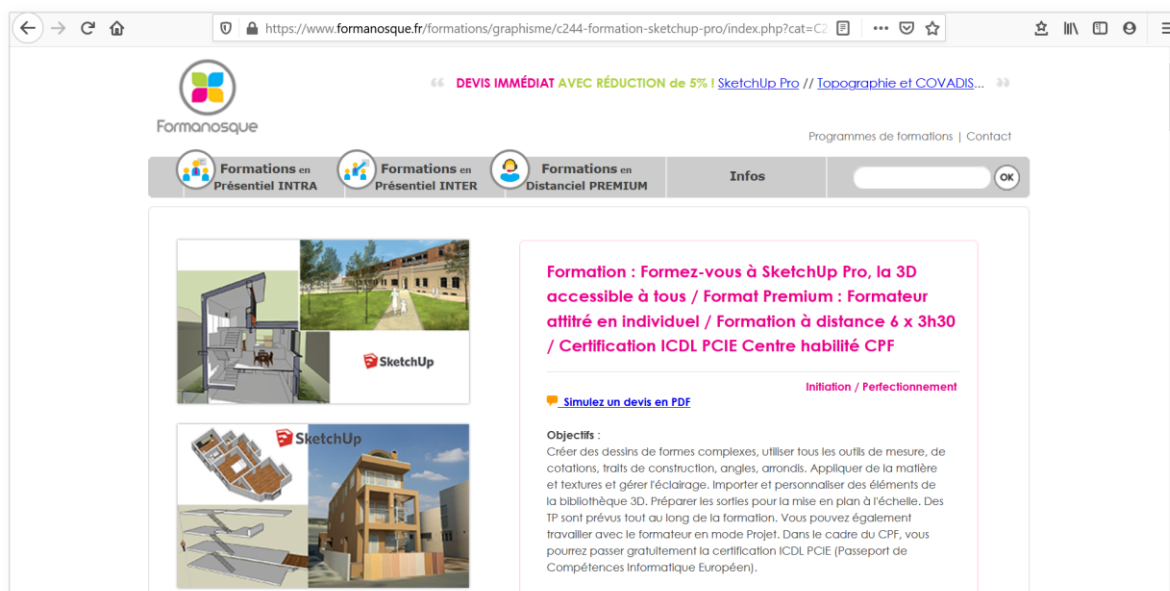 https://www.formanosque.fr/formations/graphisme/c244-formation-sketchup-pro/index.php?cat=C2
DEVIS IMMÉDIAT AVEC RÉDUCTION de 5% ! SketchUp Pro // Topographie et COVADIS...
Formanosque
Programmes de formations | Contact
Formations en
Présentiel INTRA
Formations en
Présentiel INTER
Formations en
Distanciel PREMIUM
Infos
OK
SketchUp
SketchUp
Formation : Formez-vous à SketchUp Pro, la 3D
accessible à tous / Format Premium : Formateur
attitré en individuel / Formation à distance 6 x 3h30
/ Certification ICDL PCIE Centre habilité CPF
Initiation / Perfectionnement
Simulez un devis en PDF
Objectifs :
Créer des dessins de formes complexes, utiliser tous les outils de mesure, de
cotations, traits de construction, angles, arrondis. Appliquer de la matière
et textures et gérer l'éclairage. Importer et personnaliser des éléments de
la bibliothèque 3D. Préparer les sorties pour la mise en plan à l'échelle. Des
TP sont prévus tout au long de la formation. Vous pouvez également
travailler avec le formateur en mode Projet. Dans le cadre du CPF, vous
pourrez passer gratuitement la certification ICDL PCIE (Passeport de
Compétences Informatique Européen).